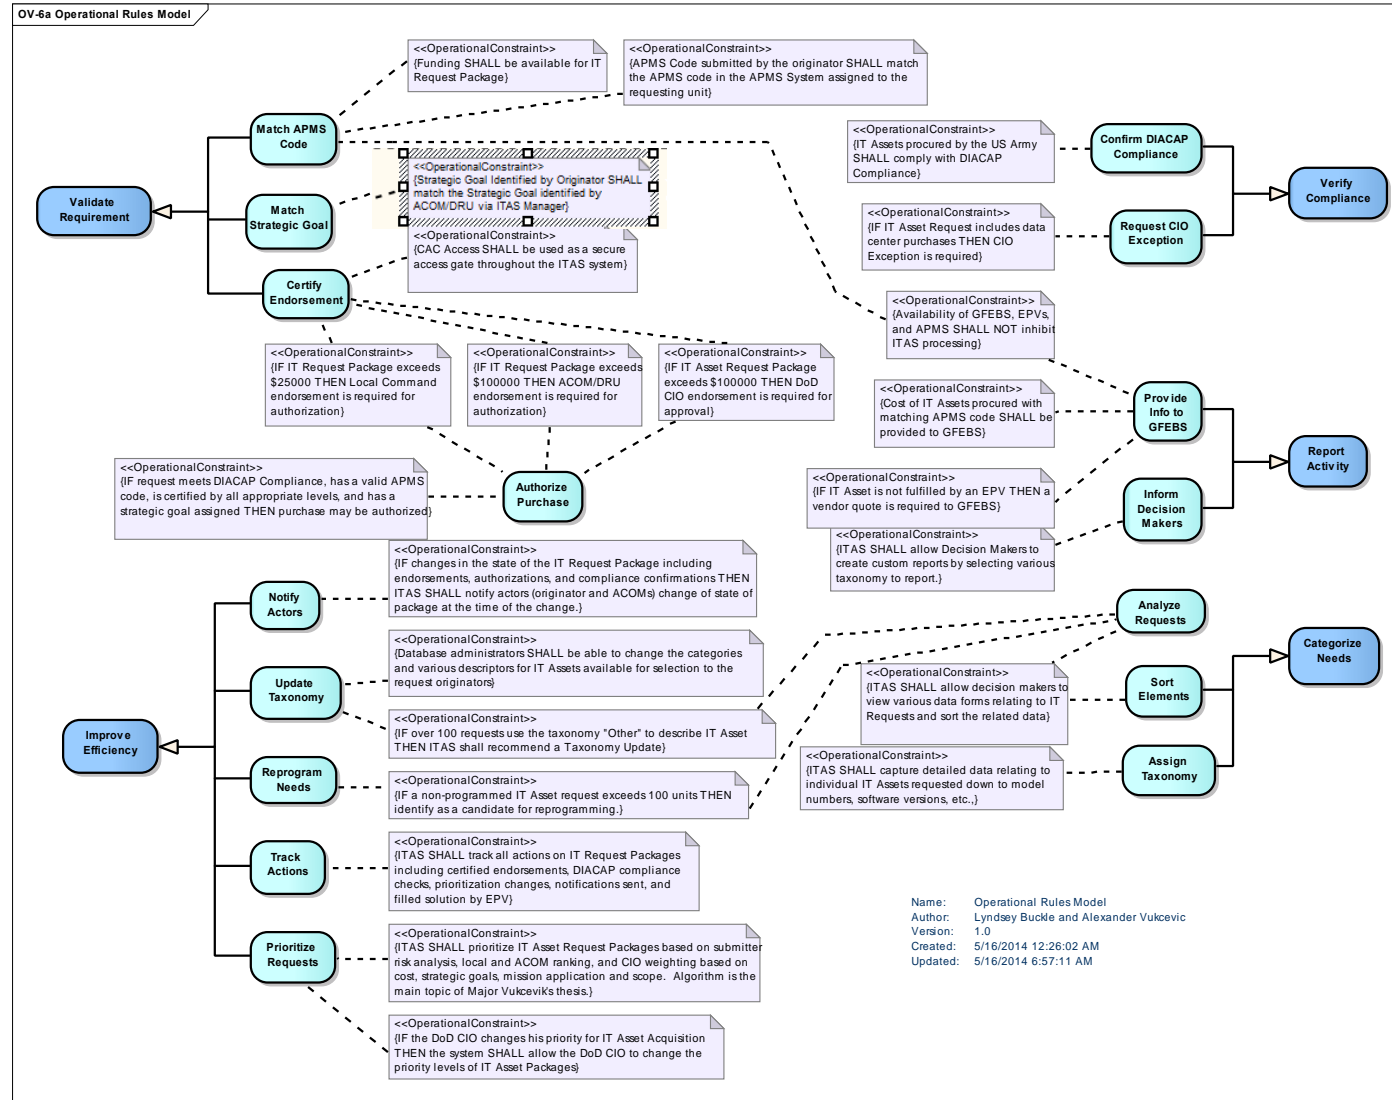 OV-6a Operational Rules Model
<<OperationalConstraint>>
{Funding SHALL be available for IT
Request Package}
<<OperationalConstraint>>
{APMS Code submitted by the originator SHALL match
the APMS code in the APMS System assigned to the
requesting unit}
Match APMS
Code
<<OperationalConstraint>>
{Strategic Goal Identified by Originator SHALL
match the Strategic Goal identified by
ACOM/DRU via ITAS Manager}
Validate
Requirement
Match
Strategic Goal
<<OperationalConstraint>>
{CAC Access SHALL be used as a secure
access gate throughout the ITAS system}
Certify
Endorsement
<<OperationalConstraint>>
{IT Assets procured by the US Army
SHALL comply with DIACAP
Compliance}
Confirm DIACAP
Compliance
Verify
Compliance
<<OperationalConstraint>>
{IF IT Asset Request includes data
center purchases THEN CIO
Exception is required}
Request CIO
Exception
<<OperationalConstraint>>
{Availability of GFEBS, EPVs,
and APMS SHALL NOT inhibit
ITAS processing}
<<OperationalConstraint>>
{IF IT Request Package exceeds
$25000 THEN Local Command
endorsement is required for
authorization}
<<OperationalConstraint>>
{IF IT Request Package exceeds
$100000 THEN ACOM/DRU
endorsement is required for
authorization}
<<OperationalConstraint>>
{IF IT Asset Request Package
exceeds $100000 THEN DoD
CIO endorsement is required for
approval}
<<OperationalConstraint>>
{Cost of IT Assets procured with
matching APMS code SHALL be
provided to GFEBS}
Provide
Info to
GFEBS
Report
Activity
<<OperationalConstraint>>
{IF request meets DIACAP Compliance, has a valid APMS
code, is certified by all appropriate levels, and has a
strategic goal assigned THEN purchase may be authorized}
Authorize
Purchase
<<OperationalConstraint>>
{IF IT Asset is not fulfilled by an EPV THEN a
vendor quote is required to GFEBS}
Inform
Decision
Makers
<<OperationalConstraint>>
{ITAS SHALL allow Decision Makers to
create custom reports by selecting various
taxonomy to report.}
<<OperationalConstraint>>
{IF changes in the state of the IT Request Package including
endorsements, authorizations, and compliance confirmations THEN
ITAS SHALL notify actors (originator and ACOMs) change of state of
package at the time of the change.}
Notify
Actors
Analyze
Requests
<<OperationalConstraint>>
{Database administrators SHALL be able to change the categories
and various descriptors for IT Assets available for selection to the
request originators}
Update
Taxonomy
Categorize
Needs
<<OperationalConstraint>>
{ITAS SHALL allow decision makers to
view various data forms relating to IT
Requests and sort the related data}
Sort
Elements
<<OperationalConstraint>>
{IF over 100 requests use the taxonomy "Other" to describe IT Asset
THEN ITAS shall recommend a Taxonomy Update}
Improve
Efficiency
<<OperationalConstraint>>
{ITAS SHALL capture detailed data relating to
individual IT Assets requested down to model
numbers, software versions, etc.,}
Assign
Taxonomy
Reprogram
Needs
<<OperationalConstraint>>
{IF a non-programmed IT Asset request exceeds 100 units THEN
identify as a candidate for reprogramming.}
<<OperationalConstraint>>
{ITAS SHALL track all actions on IT Request Packages
including certified endorsements, DIACAP compliance
checks, prioritization changes, notifications sent, and
filled solution by EPV}
Track
Actions
Prioritize
Requests
<<OperationalConstraint>>
{ITAS SHALL prioritize IT Asset Request Packages based on submitter
risk analysis, local and ACOM ranking, and CIO weighting based on
cost, strategic goals, mission application and scope.  Algorithm is the
main topic of Major Vukcevik's thesis.}
<<OperationalConstraint>>
{IF the DoD CIO changes his priority for IT Asset Acquisition
THEN the system SHALL allow the DoD CIO to change the
priority levels of IT Asset Packages}
Name: Operational Rules Model
Author: Lyndsey Buckle and Alexander Vukcevic
Version: 1.0
Created: 5/16/2014 12:26:02 AM
Updated: 5/16/2014 6:57:11 AM